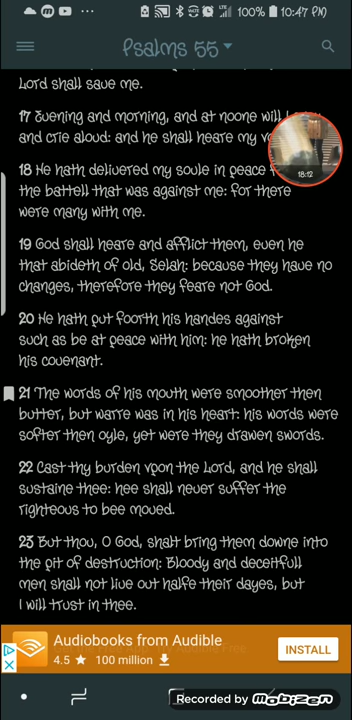 100% 10:47 PM
Psalms 55
Lord shall saue me.
17 Euening and morning, and at noone will I
and crie aloud: and he shall heare my
18 He hath deliuered my soule in peace
the battell that was against me: for there
were many with me.
18:12
19 God shall heare and afflict them, euen he
that abideth of old, Selah: because they haue no
changes, therefore they feare not God.
20 He hath put foorth his handes against
such as be at peace with him: he hath broken
his couenant.
21 The words of his mouth were smoother then
butter, but warre was in his heart: his words were
softer then oyle, yet were they drawen swords.
22 Cast thy burden vpon the Lord, and he shall
sustaine thee: hee shall neuer suffer the
righteous to bee moued.
23 But thou, O God, shalt bring them downe into
the pit of destruction: Bloody and deceitfull
men shall not liue out halfe their dayes, but
I will trust in thee.
Audiobooks from Audible
4.5 ★ 100 million
INSTALL
Recorded by mobizen